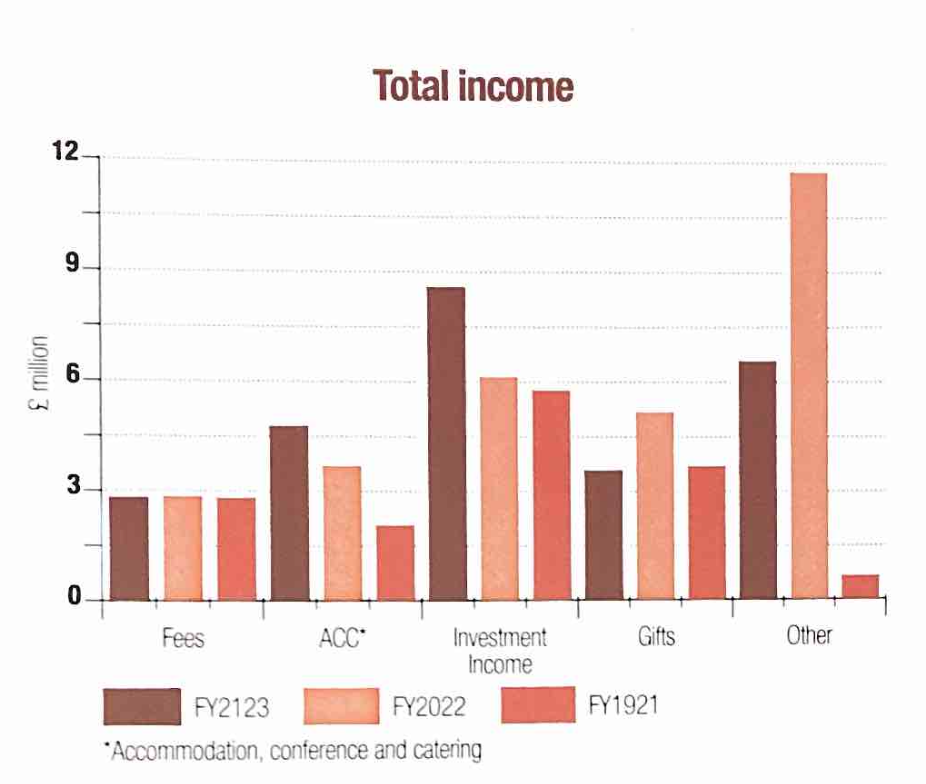 Total income
12
9
6
3
0
£ million
Fees
ACC*
Investment
Income
Gifts
Other
FY2123
FY2022
FY1921
*Accommodation, conference and catering